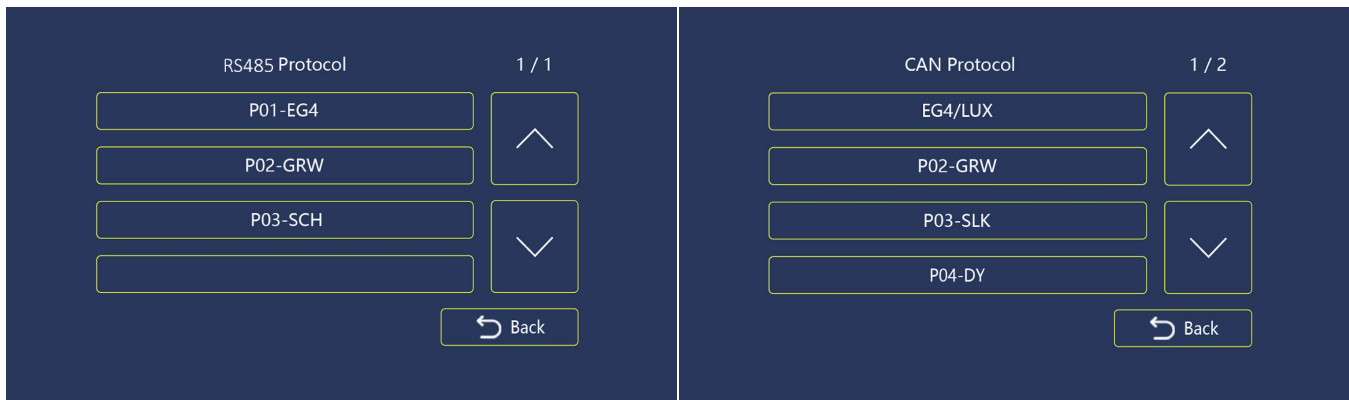 RS485 Protocol 1 / 1
P01-EG4
P02-GRW
P03-SCH
Back
CAN Protocol 1 / 2
EG4/LUX
P02-GRW
P03-SLK
P04-DY
Back